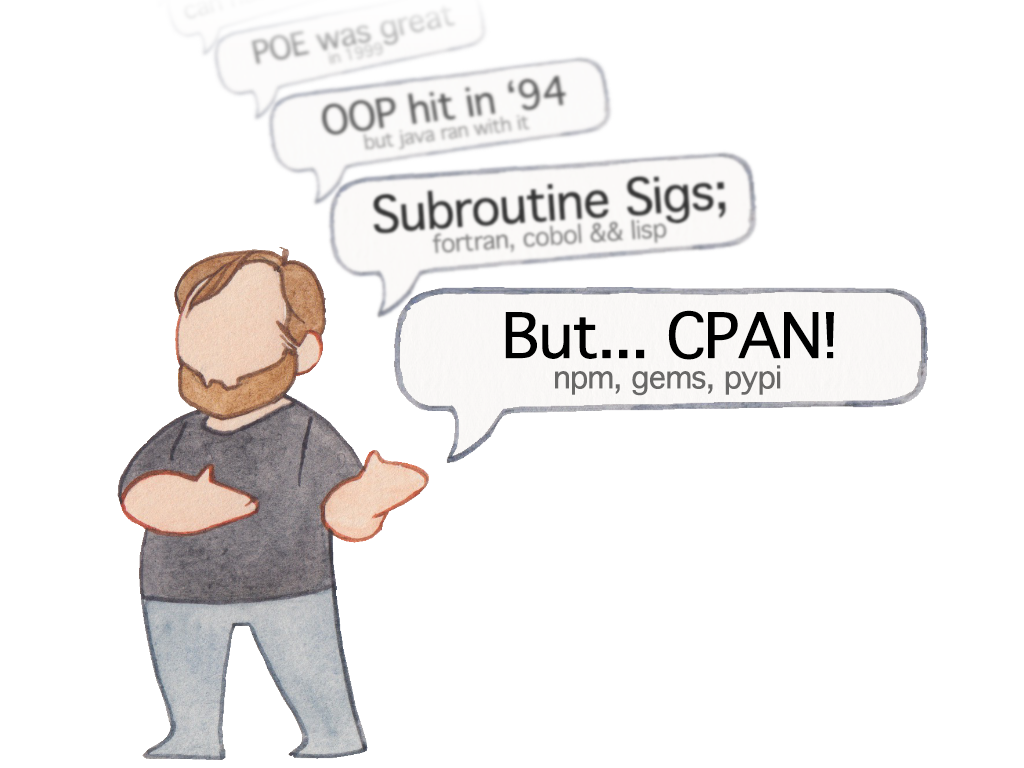 POE was great
in 1999
OOP hit in ‘94
but java ran with it
Subroutine Sigs;
fortran, cobol && lisp
But... CPAN!
npm, gems, pypi